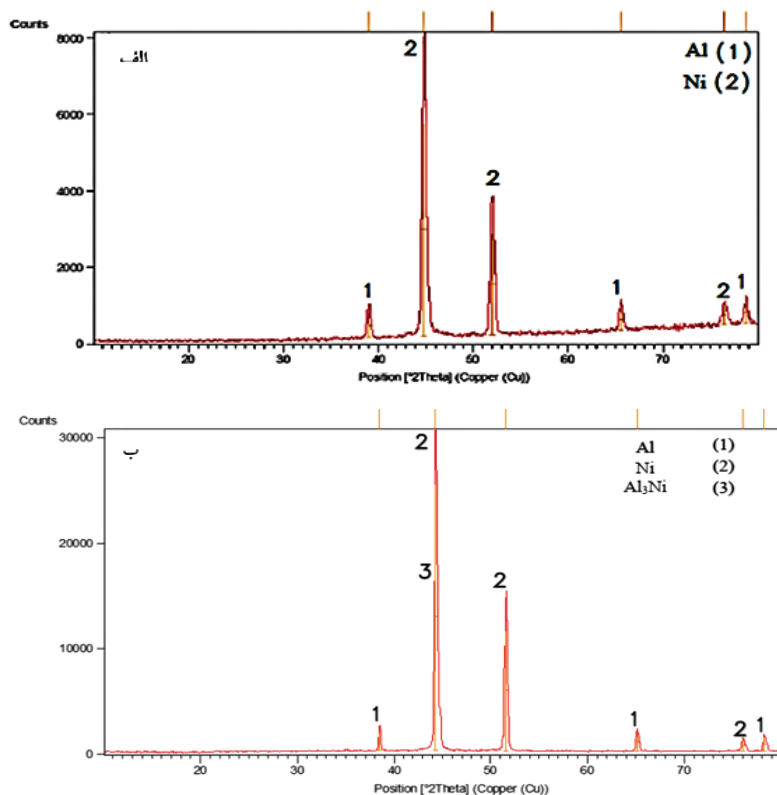 Counts
8000
6000
4000
2000
0
الف
Al (1)
Ni (2)
1
2
2
1
2
1
20 30 40 50 60 70
Position [°2Theta] (Copper (Cu))
Counts
30000
20000
10000
0
ب
Al (1)
Ni (2)
Al₃Ni (3)
1
2
3
2
1
2
1
20 30 40 50 60 70
Position [°2Theta] (Copper (Cu))